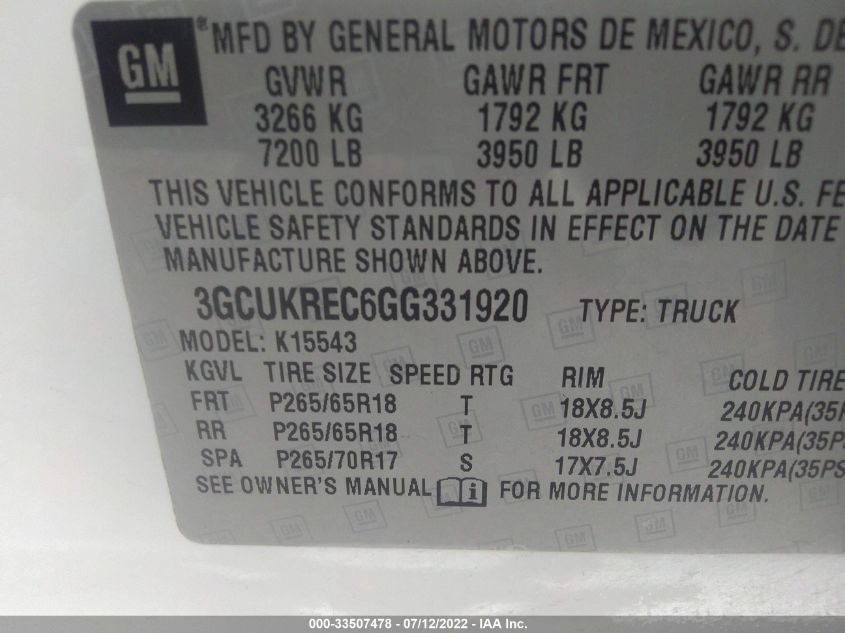 GM ® MFD BY GENERAL MOTORS DE MEXICO, S. DE
GVWR GAWR FRT GAWR RR
3266 KG 1792 KG 1792 KG
7200 LB 3950 LB 3950 LB
THIS VEHICLE CONFORMS TO ALL APPLICABLE U.S. FE
VEHICLE SAFETY STANDARDS IN EFFECT ON THE DATE
MANUFACTURE SHOWN ABOVE.
3GCUKREC6GG331920 TYPE: TRUCK
MODEL: K15543
KGVL TIRE SIZE SPEED RTG RIM COLD TIRE
FRT P265/65R18 T 18X8.5J 240KPA(35P
RR P265/65R18 T 18X8.5J 240KPA(35PS
SPA P265/70R17 S 17X7.5J 240KPA(35PS
SEE OWNER'S MANUAL i FOR MORE INFORMATION.
000-33507478 - 07/12/2022 - IAA Inc.